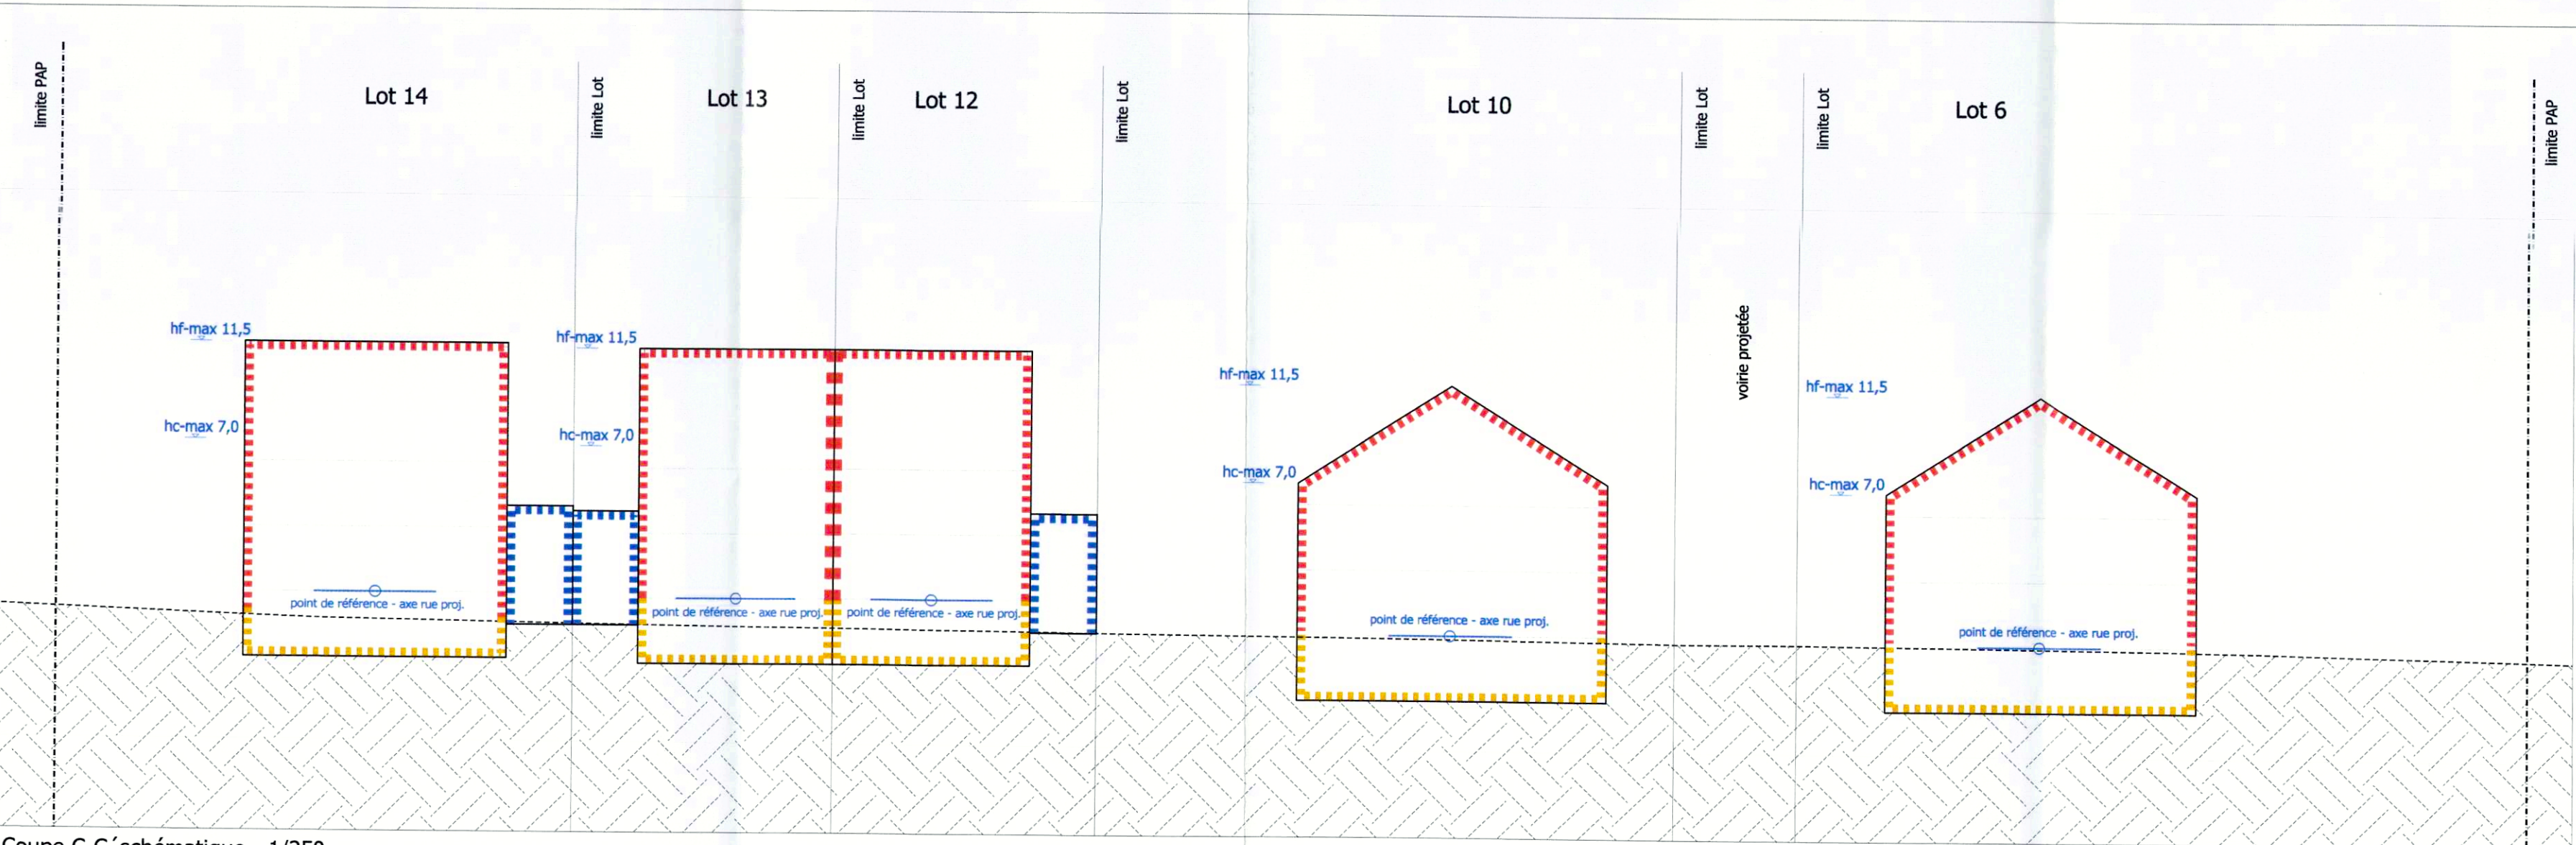 limite PAP
Lot 14
limite Lot
Lot 13
limite Lot
Lot 12
limite Lot
Lot 10
limite Lot
limite Lot
Lot 6
limite PAP
hf-max 11,5
hc-max 7,0
hf-max 11,5
hc-max 7,0
hf-max 11,5
hc-max 7,0
voirie projetée
hf-max 11,5
hc-max 7,0
point de référence - axe rue proj.
point de référence - axe rue proj.
point de référence - axe rue proj.
point de référence - axe rue proj.
point de référence - axe rue proj.